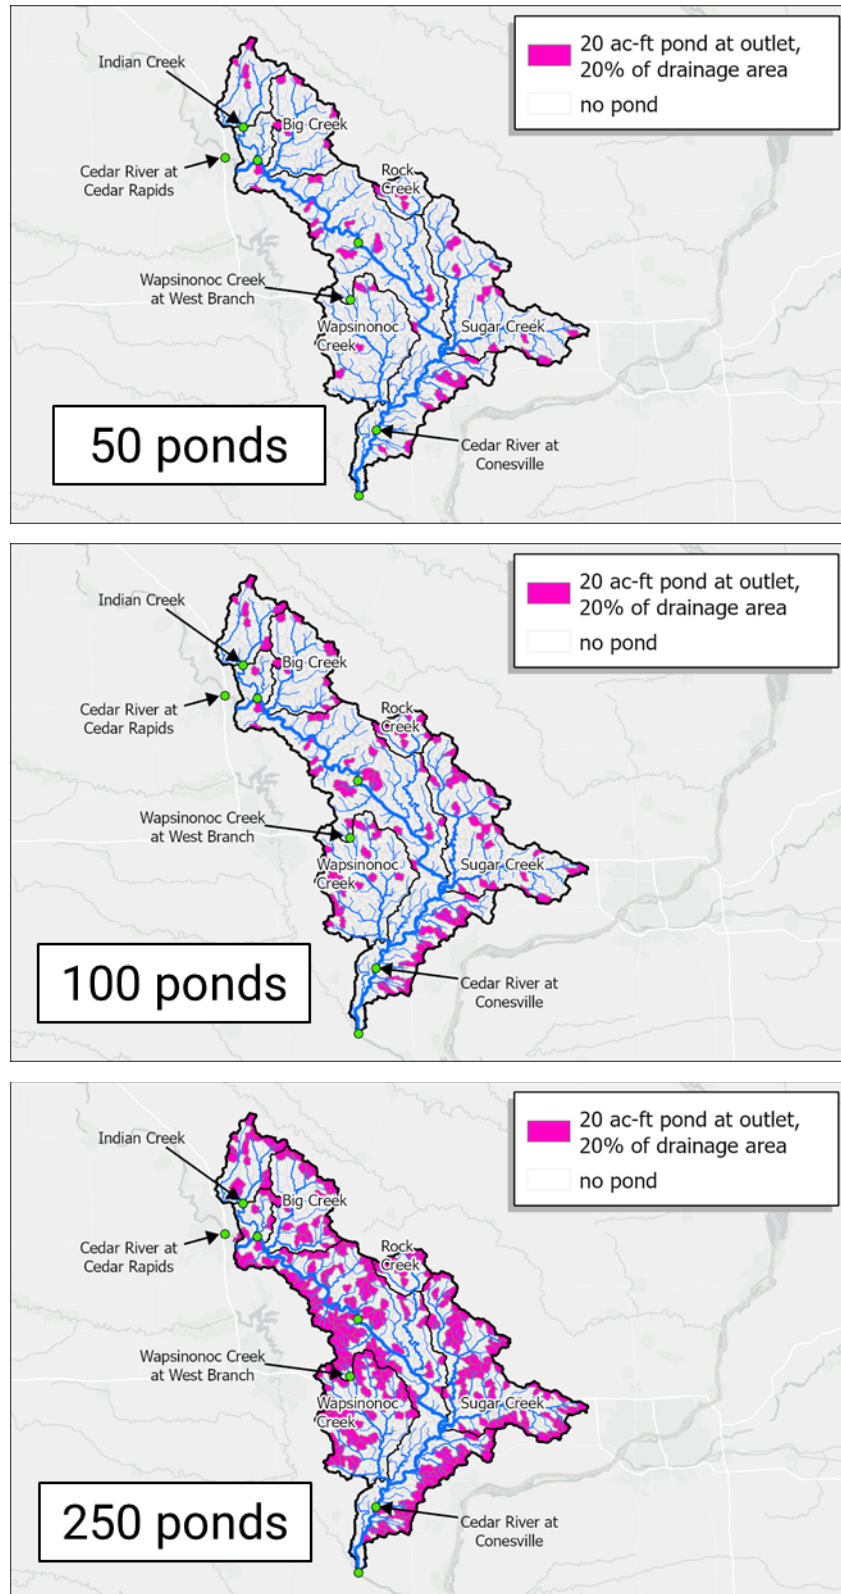 20 ac-ft pond at outlet,
20% of drainage area
no pond
Indian Creek
Big Creek
Cedar River at
Cedar Rapids
Rock
Creek
Wapsinonoc Creek
at West Branch
Wapsinonoc
Creek
Sugar Creek
50 ponds
Cedar River at
Conesville
20 ac-ft pond at outlet,
20% of drainage area
no pond
Indian Creek
Big Creek
Cedar River at
Cedar Rapids
Rock
Creek
Wapsinonoc Creek
at West Branch
Wapsinonoc
Creek
Sugar Creek
100 ponds
Cedar River at
Conesville
20 ac-ft pond at outlet,
20% of drainage area
no pond
Indian Creek
Big Creek
Cedar River at
Cedar Rapids
Rock
Creek
Wapsinonoc Creek
at West Branch
Wapsinonoc
Creek
Sugar Creek
250 ponds
Cedar River at
Conesville